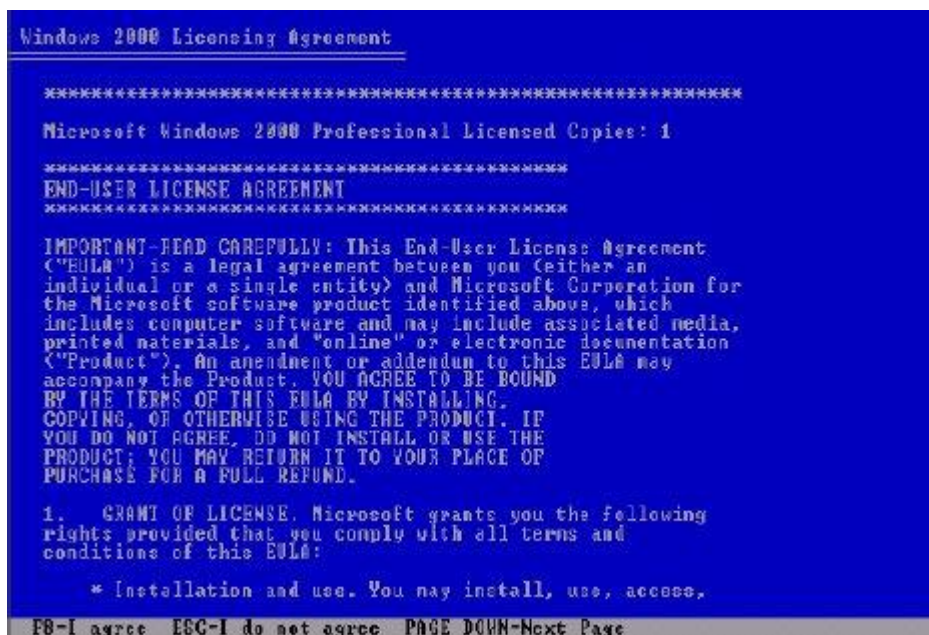 Windows 2000 Licensing Agreement
***********************************************************
Microsoft Windows 2000 Professional Licensed Copies: 1
********************************************
END-USER LICENSE AGREEMENT
********************************************
IMPORTANT-READ CAREFULLY: This End-User License Agreement
("EULA") is a legal agreement between you (either an
individual or a single entity) and Microsoft Corporation for
the Microsoft software product identified above, which
includes computer software and may include associated media,
printed materials, and "online" or electronic documentation
("Product"). An amendment or addendum to this EULA may
accompany the Product. YOU AGREE TO BE BOUND
BY THE TERMS OF THIS EULA BY INSTALLING,
COPYING, OR OTHERWISE USING THE PRODUCT. IF
YOU DO NOT AGREE, DO NOT INSTALL OR USE THE
PRODUCT; YOU MAY RETURN IT TO YOUR PLACE OF
PURCHASE FOR A FULL REFUND.
1. GRANT OF LICENSE. Microsoft grants you the following
rights provided that you comply with all terms and
conditions of this EULA:
* Installation and use. You may install, use, access,
F8-I agree ESC-I do not agree PAGE DOWN-Next Page